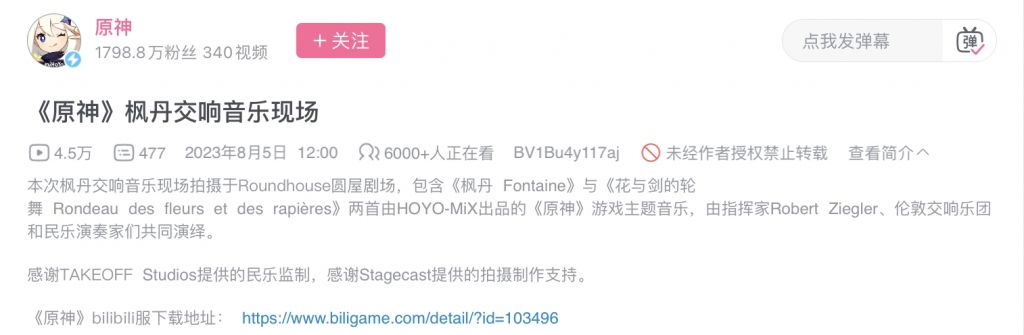 原神
1798.8万粉丝 340视频
+ 关注
点我发弹幕
弹
《原神》枫丹交响音乐现场
4.5万 477 2023年8月5日 12:00 6000+人正在看 BV1Bu4y117aj 未经作者授权禁止转载 查看简介
本次枫丹交响音乐现场拍摄于Roundhouse圆屋剧场，包含《枫丹 Fontaine》与《花与剑的轮
舞 Rondeau des fleurs et des rapières》两首由HOYO-MiX出品的《原神》游戏主题音乐，由指挥家Robert Ziegler、伦敦交响乐团
和民乐演奏家们共同演绎。
感谢TAKEOFF Studios提供的民乐监制，感谢Stagecast提供的拍摄制作支持。
《原神》bilibili服下载地址： https://www.biligame.com/detail/?id=103496